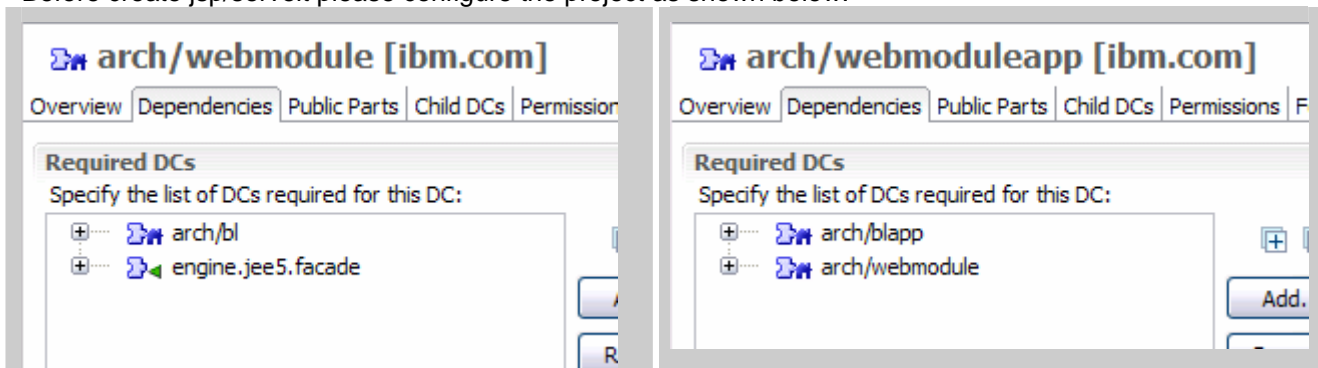 arch/webmodule [ibm.com]
Overview Dependencies Public Parts Child DCs Permission
Required DCs
Specify the list of DCs required for this DC:
arch/bl
engine.jee5.facade
arch/webmoduleapp [ibm.com]
Overview Dependencies Public Parts Child DCs Permissions
Required DCs
Specify the list of DCs required for this DC:
arch/blapp
arch/webmodule
Add.